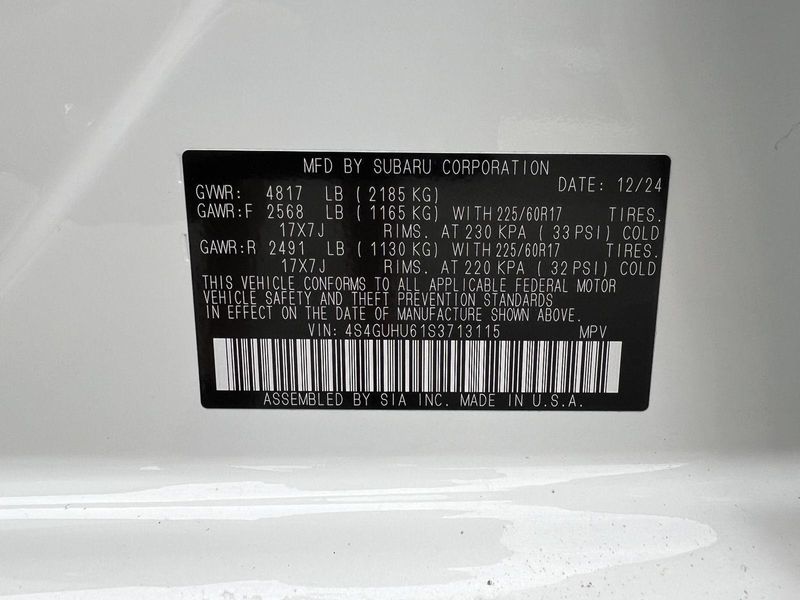 MFD BY SUBARU CORPORATION
GVWR: 4817 LB (2185 KG) DATE: 12/24
GAWR:F 2568 LB (1165 KG) WITH 225/60R17 TIRES.
17X7J RIMS. AT 230 KPA (33 PSI) COLD
GAWR:R 2491 LB (1130 KG) WITH 225/60R17 TIRES.
17X7J RIMS. AT 220 KPA (32 PSI) COLD
THIS VEHICLE CONFORMS TO ALL APPLICABLE FEDERAL MOTOR
VEHICLE SAFETY AND THEFT PREVENTION STANDARDS
IN EFFECT ON THE DATE OF MANUFACTURE SHOWN ABOVE.
VIN: 4S4GUHU61S3713115 MPV
ASSEMBLED BY SIA INC. MADE IN U.S.A.